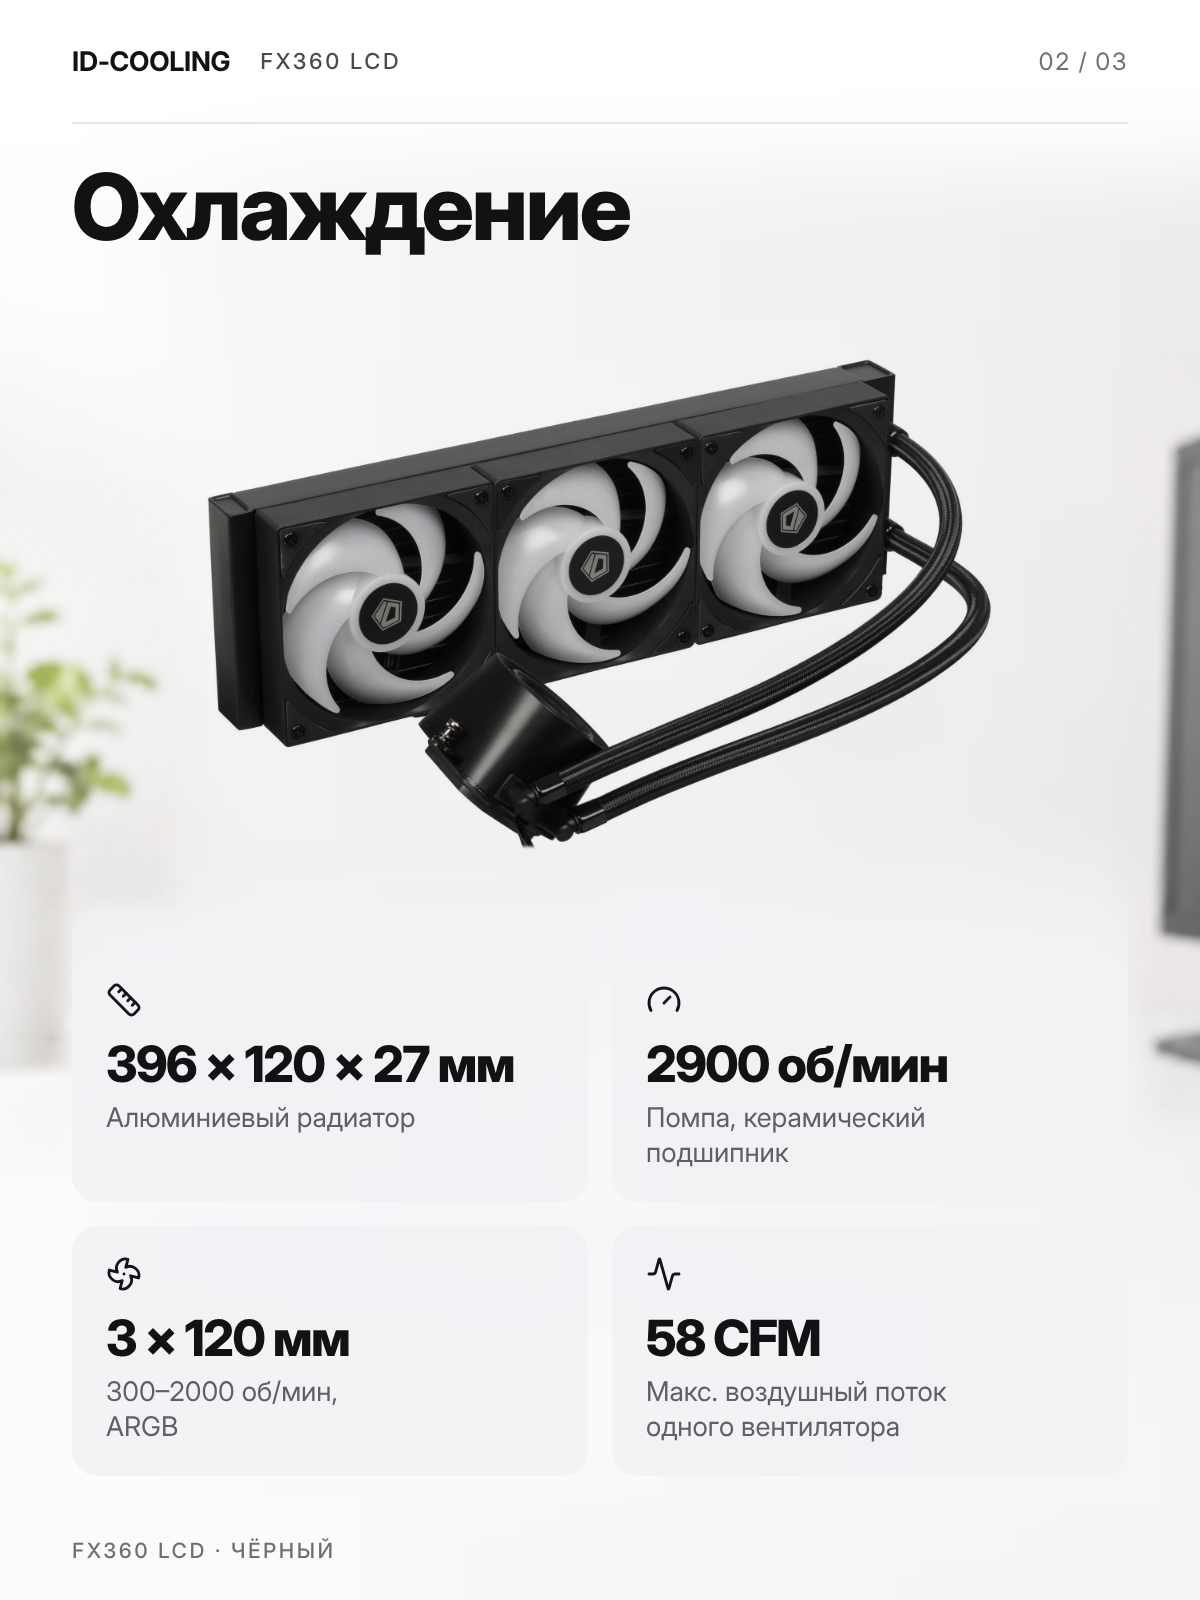 ID-COOLING FX360 LCD 02 / 03
Охлаждение
396 × 120 × 27 мм
Алюминиевый радиатор
2900 об/мин
Помпа, керамический
подшипник
3 × 120 мм
300–2000 об/мин,
ARGB
58 CFM
Макс. воздушный поток
одного вентилятора
FX360 LCD · ЧЁРНЫЙ